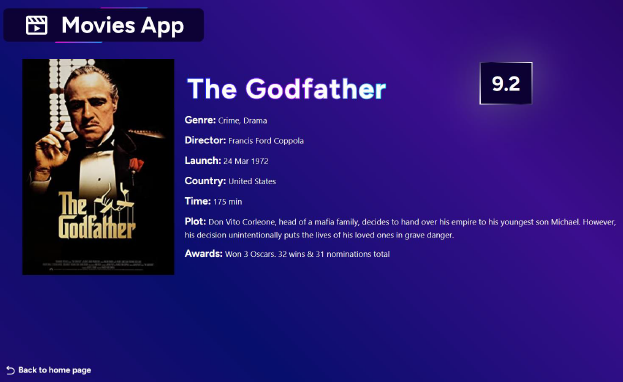 Movies App
The Godfather
9.2
Genre: Crime, Drama
Director: Francis Ford Coppola
Launch: 24 Mar 1972
Country: United States
Time: 175 min
Plot: Don Vito Corleone, head of a mafia family, decides to hand over his empire to his youngest son Michael. However,
his decision unintentionally puts the lives of his loved ones in grave danger.
Awards: Won 3 Oscars. 32 wins & 31 nominations total
The
Godfather
Back to home page